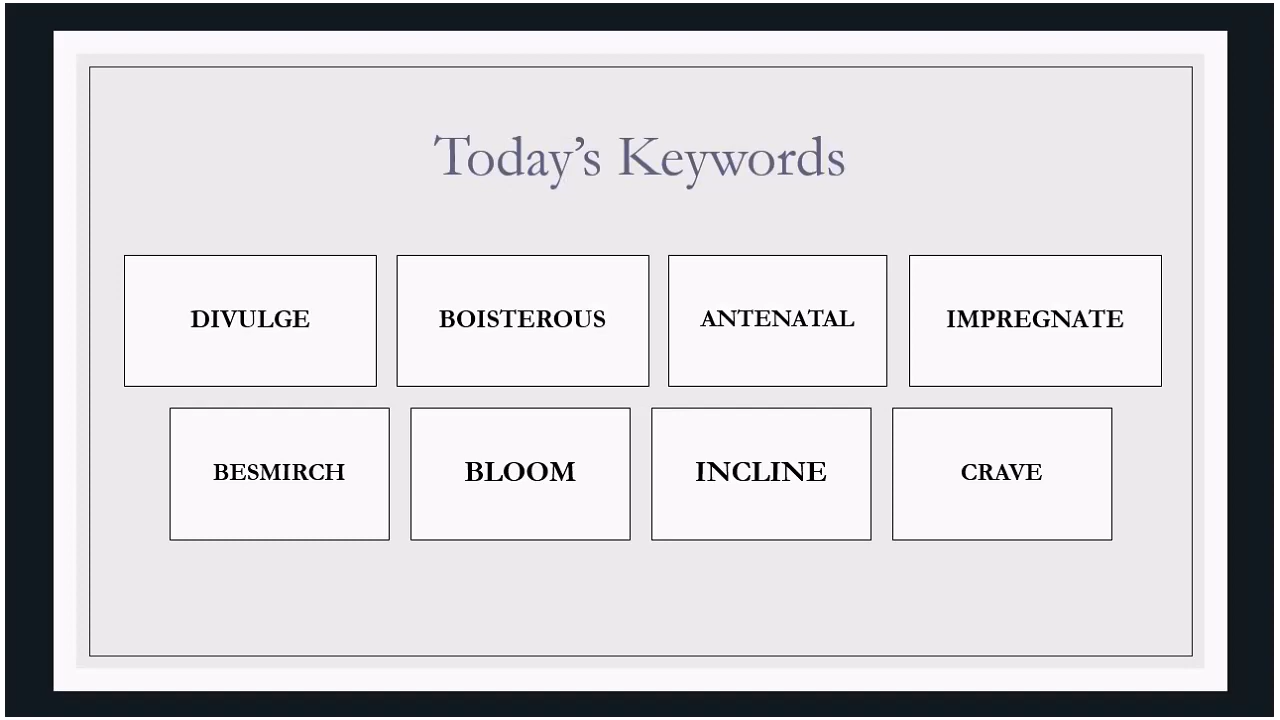 Today’s Keywords
DIVULGE
BOISTEROUS
ANTENATAL
IMPREGNATE
BESMIRCH
BLOOM
INCLINE
CRAVE